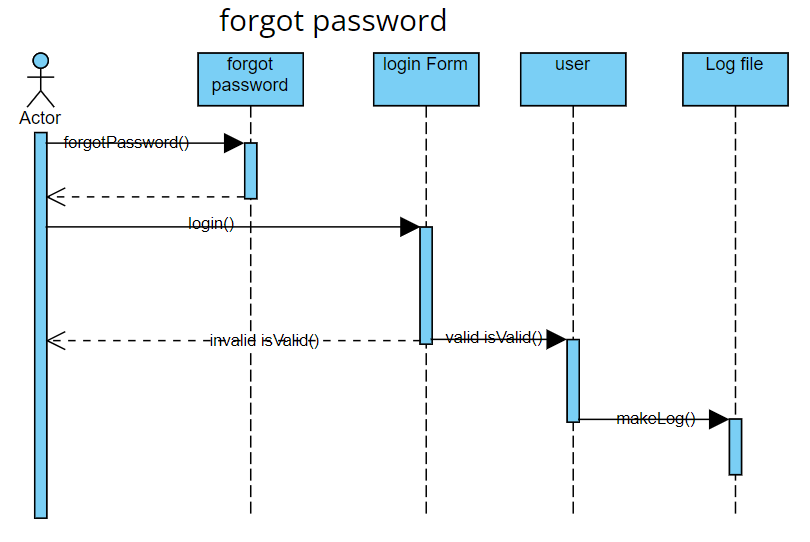 forgot password
forgot
password
login Form
user
Log file
Actor
forgotPassword()
login()
invalid isValid()
valid isValid()
makeLog()